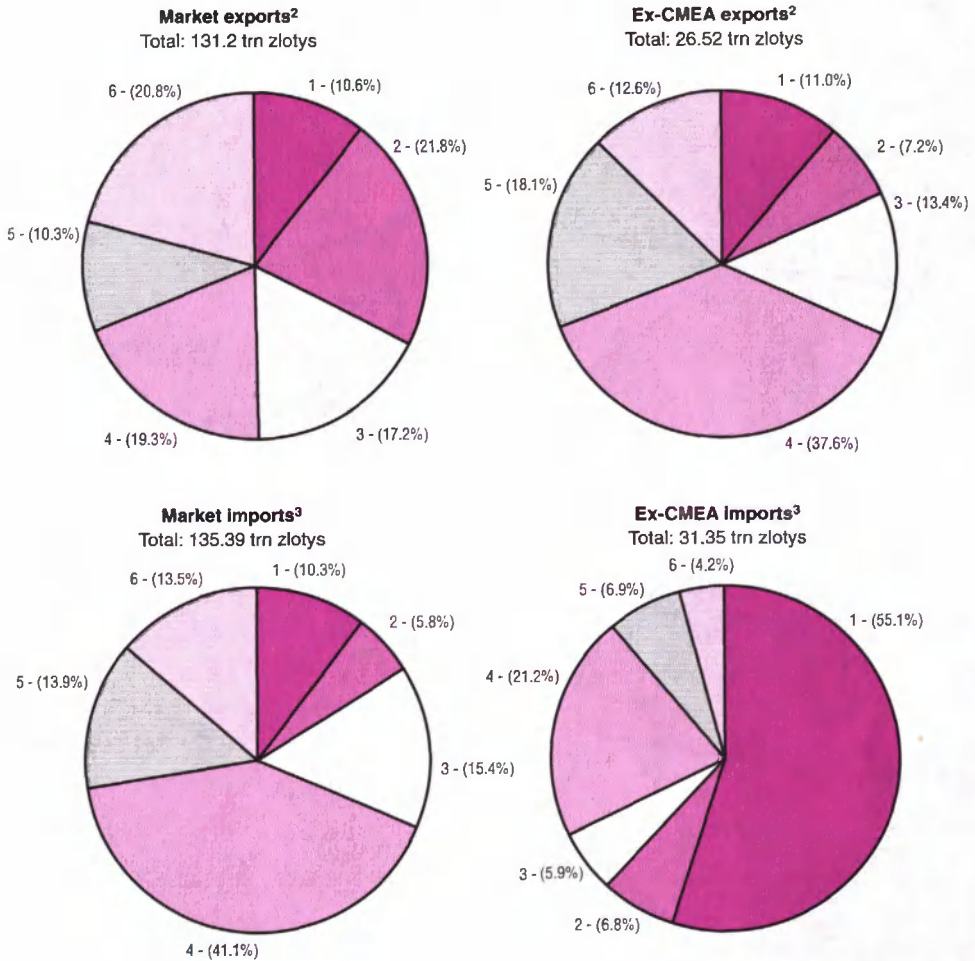 Market exports²
Total: 131.2 trn zlotys
6 - (20.8%)
1 - (10.6%)
2 - (21.8%)
5 - (10.3%)
4 - (19.3%)
3 - (17.2%)
Ex-CMEA exports²
Total: 26.52 trn zlotys
6 - (12.6%)
1 - (11.0%)
2 - (7.2%)
5 - (18.1%)
3 - (13.4%)
4 - (37.6%)
Market imports³
Total: 135.39 trn zlotys
6 - (13.5%)
1 - (10.3%)
2 - (5.8%)
5 - (13.9%)
3 - (15.4%)
4 - (41.1%)
Ex-CMEA imports³
Total: 31.35 trn zlotys
6 - (4.2%)
5 - (6.9%)
1 - (55.1%)
4 - (21.2%)
3 - (5.9%)
2 - (6.8%)